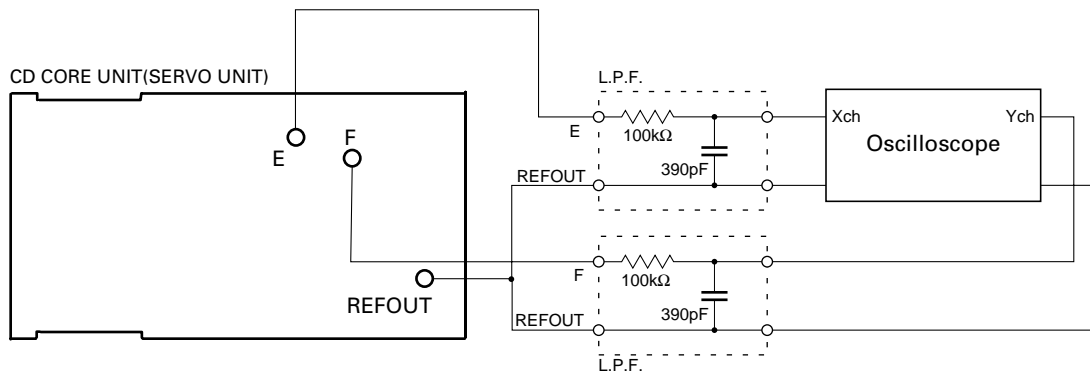 CD CORE UNIT(SERVO UNIT)
L.P.F.
E
F
E
100kΩ
390pF
REFOUT
Xch
Ych
Oscilloscope
REFOUT
F
100kΩ
390pF
REFOUT
L.P.F.